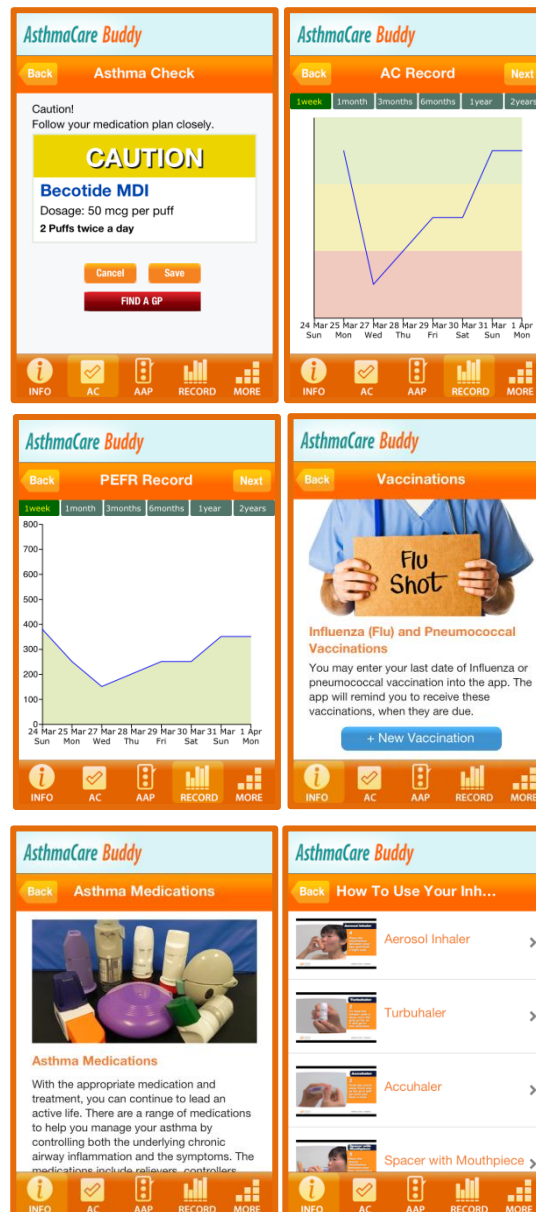 AsthmaCare Buddy
Back Asthma Check
Caution!
Follow your medication plan closely.
CAUTION
Becotide MDI
Dosage: 50 mcg per puff
2 Puffs twice a day
Cancel Save
FIND A GP
INFO AC AAP RECORD MORE
AsthmaCare Buddy
Back AC Record Next
1week 1month 3months 6months 1year 2years
24 Mar 25 Mar 27 Mar 28 Mar 29 Mar 30 Mar 31 Mar 1 Apr
Sun Mon Wed Thu Fri Sat Sun Mon
INFO AC AAP RECORD MORE
AsthmaCare Buddy
Back PEFR Record Next
1week 1month 3months 6months 1year 2years
800
700
600
500
400
300
200
100
0
24 Mar 25 Mar 27 Mar 28 Mar 29 Mar 30 Mar 31 Mar 1 Apr
Sun Mon Wed Thu Fri Sat Sun Mon
INFO AC AAP RECORD MORE
AsthmaCare Buddy
Back Vaccinations
Flu
Shot
Influenza (Flu) and Pneumococcal
Vaccinations
You may enter your last date of Influenza or
pneumococcal vaccination into the app. The
app will remind you to receive these
vaccinations, when they are due.
+ New Vaccination
INFO AC AAP RECORD MORE
AsthmaCare Buddy
Back Asthma Medications
Asthma Medications
With the appropriate medication and
treatment, you can continue to lead an
active life. There are a range of medications
to help you manage your asthma by
controlling both the underlying chronic
airway inflammation and the symptoms. The
medications include relievers, controllers
INFO AC AAP RECORD MORE
AsthmaCare Buddy
Back How To Use Your Inh...
Aerosol Inhaler
Turbuhaler
Accuhaler
Spacer with Mouthpiece
INFO AC AAP RECORD MORE